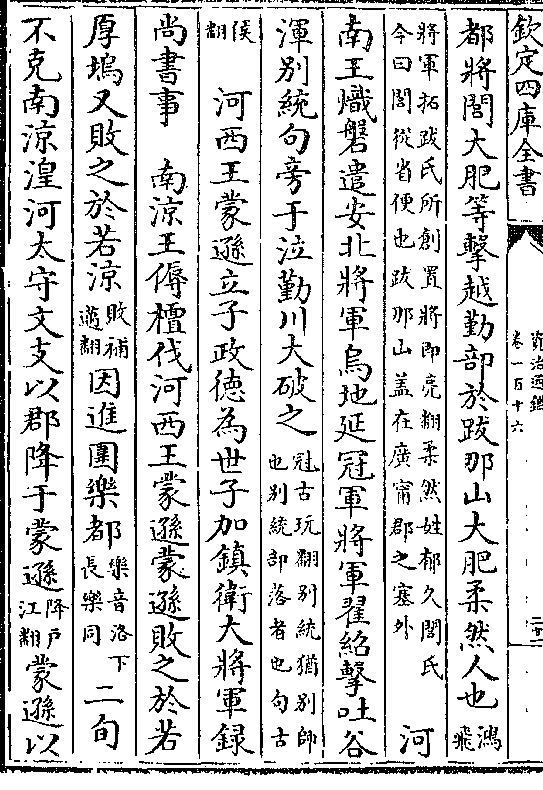 欽定四庫全書
資治通鑑
卷一百十六
都將閭大肥等擊越勤部於跋那山大肥柔然人也鴻飛
將軍拓跋氏所創置將即亮翻柔然姓郁久閭氏
今曰閭從省便也跋那山盖在廣甯郡之塞外
河
南王熾磐遣安北將軍烏地延冠軍將軍翟紹擊吐谷
渾別統句旁于泣勤川大破之冠古玩翻別統猶別帥也別統部落者也句古
侯翻 河西王蒙遜立子政德為世子加鎮衛大將軍録
尚書事 南涼王傉檀伐河西王蒙遜蒙遜敗之於若
厚塢又敗之於若涼敗補邁翻因進圍樂都樂音洛下長樂同二旬
不克南涼湟河太守文支以郡降于蒙遜降戶江翻蒙遜以